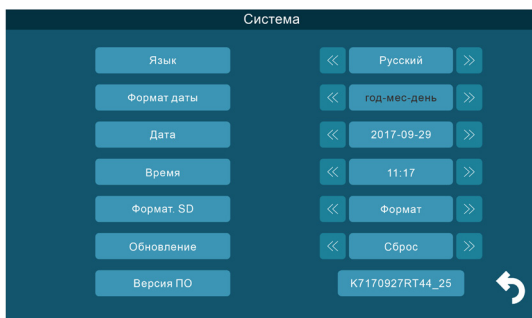 Система
Язык « Русский »
Формат даты « год-мес-день »
Дата « 2017-09-29 »
Время « 11:17 »
Формат. SD « Формат »
Обновление « Сброс »
Версия ПО K7170927RT44_25